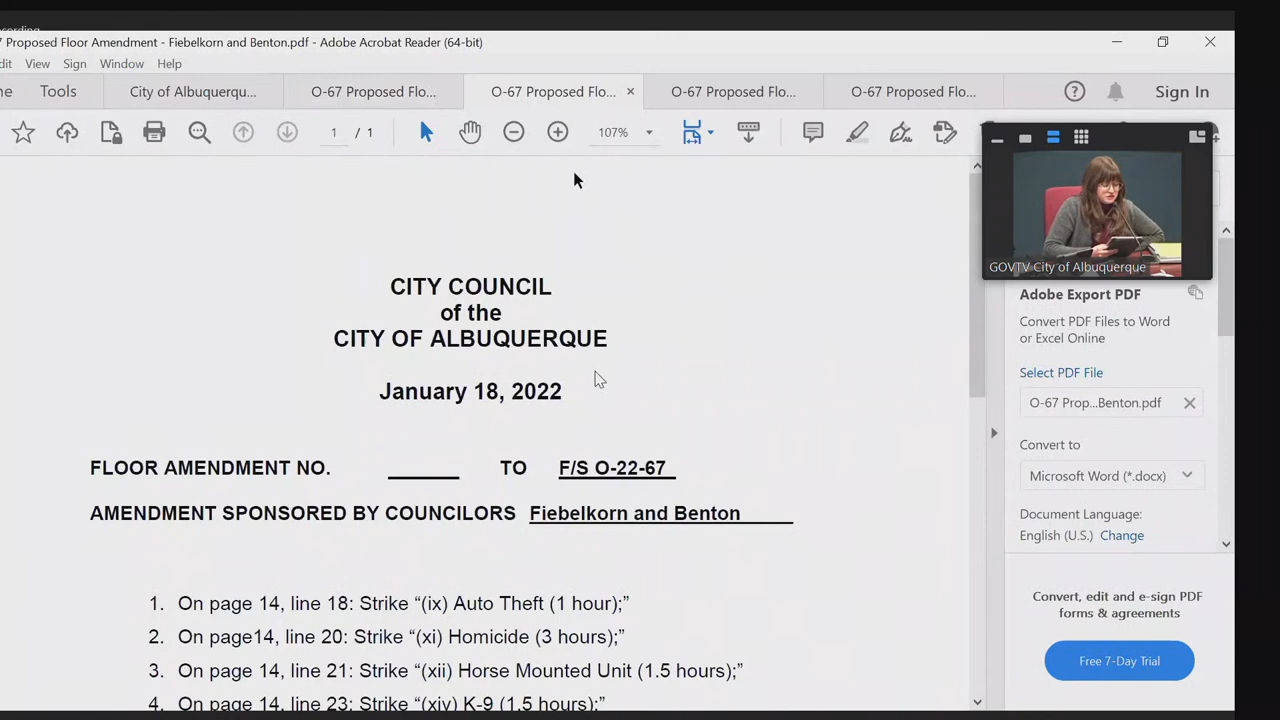 7 Proposed Floor Amendment - Fiebelkorn and Benton.pdf - Adobe Acrobat Reader (64-bit)
View Sign Window Help
Tools City of Albuquerqu... O-67 Proposed Flo... O-67 Proposed Flo... × O-67 Proposed Flo... O-67 Proposed Flo... Sign In
1 / 1 107%
GOVTV City of Albuquerque
CITY COUNCIL
of the
CITY OF ALBUQUERQUE
January 18, 2022
FLOOR AMENDMENT NO. ______ TO F/S O-22-67
AMENDMENT SPONSORED BY COUNCILORS Fiebelkorn and Benton
1. On page 14, line 18: Strike “(ix) Auto Theft (1 hour);”
2. On page14, line 20: Strike “(xi) Homicide (3 hours);”
3. On page 14, line 21: Strike “(xii) Horse Mounted Unit (1.5 hours);”
4. On page 14, line 23: Strike “(xiv) K-9 (1.5 hours);”
Adobe Export PDF
Convert PDF Files to Word
or Excel Online
Select PDF File
O-67 Prop...Benton.pdf
Convert to
Microsoft Word (*.docx)
Document Language:
English (U.S.) Change
Convert, edit and e-sign PDF
forms & agreements
Free 7-Day Trial